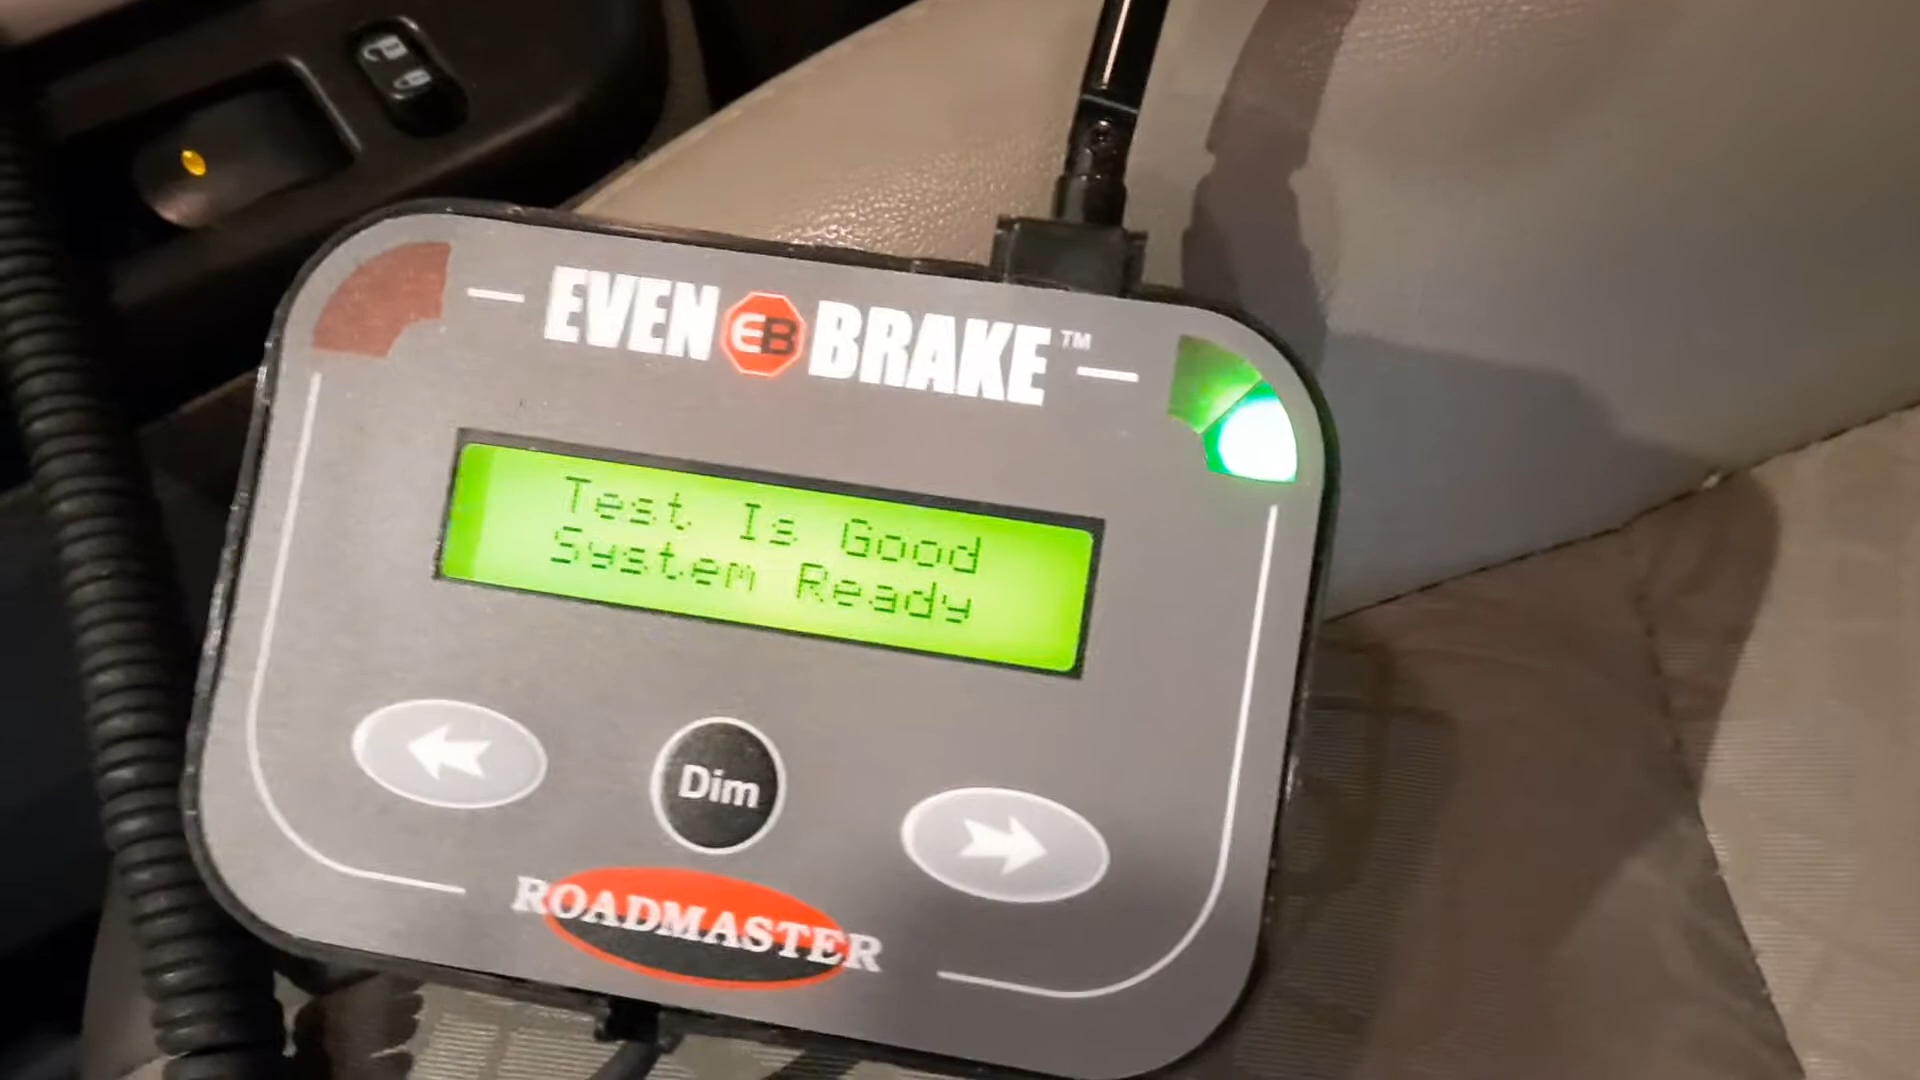 EVEN EB BRAKE™
Test Is Good
System Ready
Dim
ROADMASTER